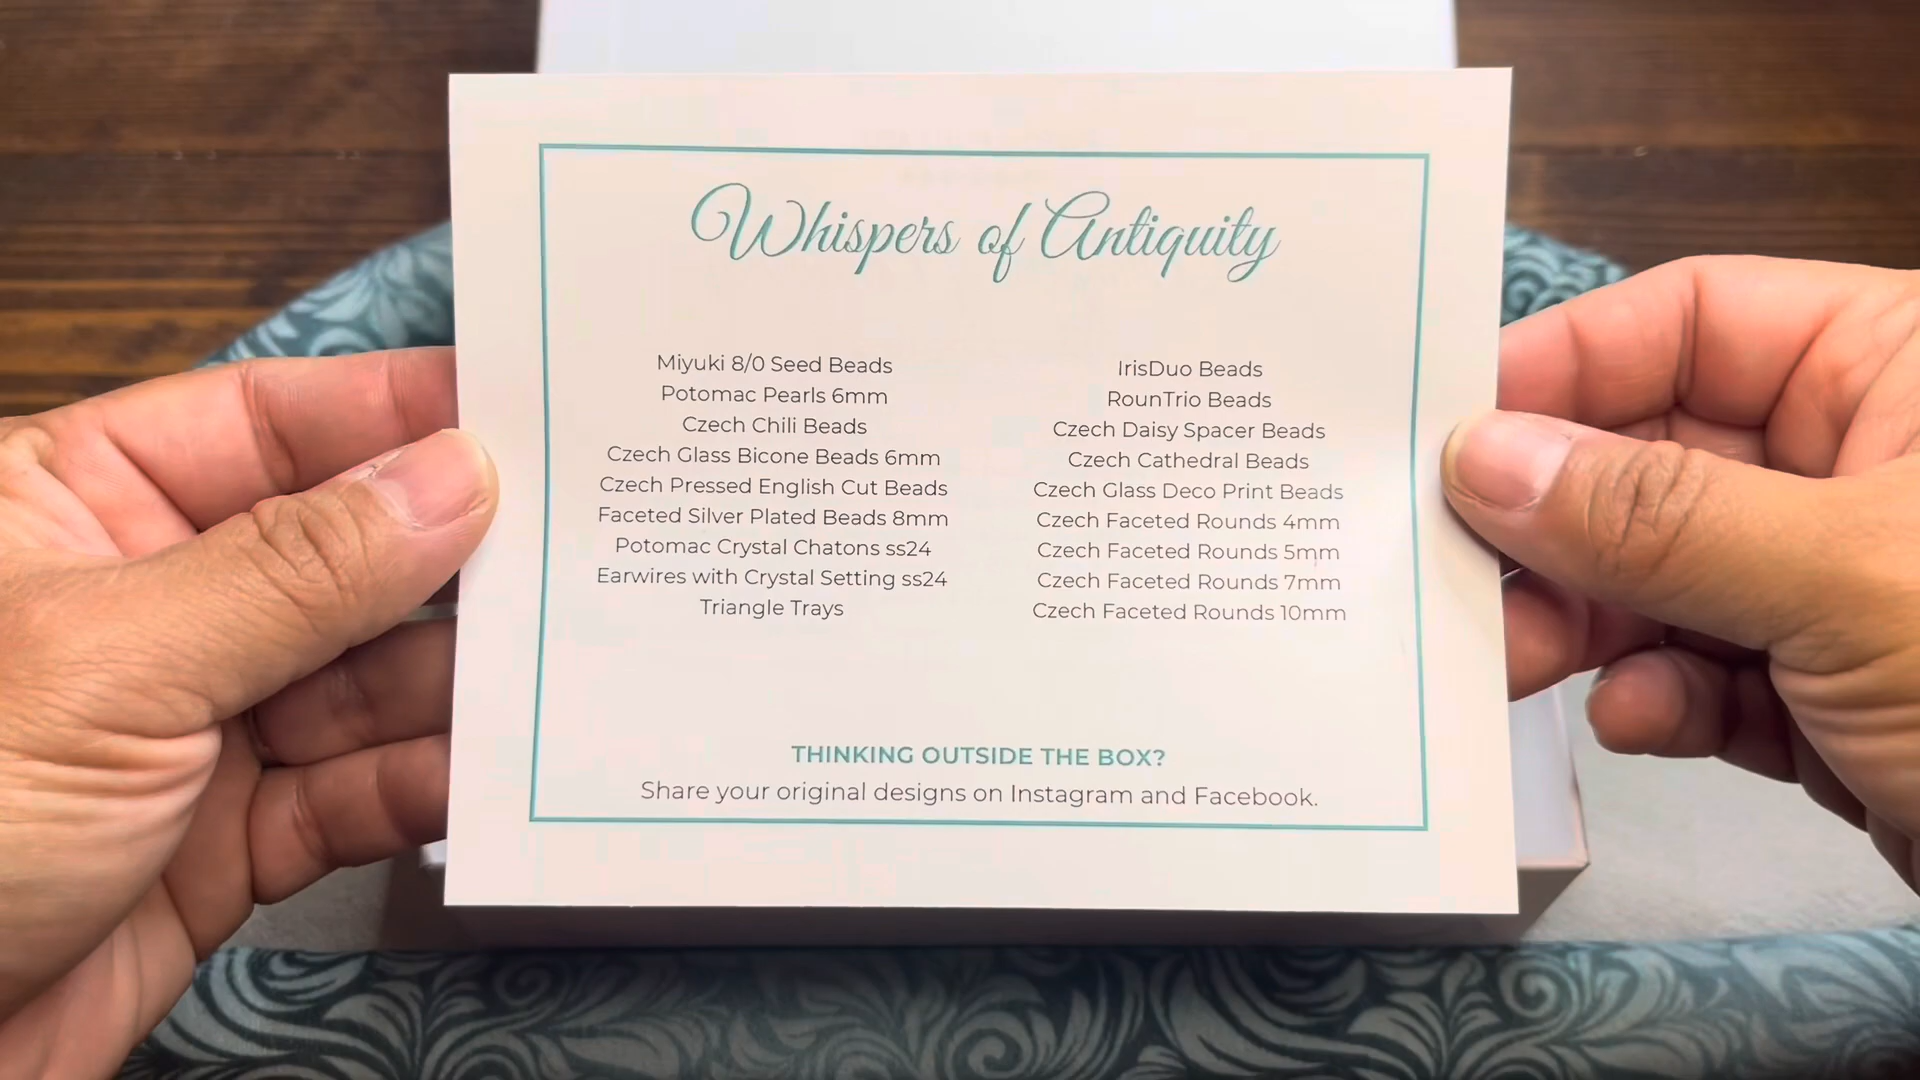 Whispers of Antiquity
Miyuki 8/0 Seed Beads
Potomac Pearls 6mm
Czech Chili Beads
Czech Glass Bicone Beads 6mm
Czech Pressed English Cut Beads
Faceted Silver Plated Beads 8mm
Potomac Crystal Chatons ss24
Earwires with Crystal Setting ss24
Triangle Trays
IrisDuo Beads
RounTrio Beads
Czech Daisy Spacer Beads
Czech Cathedral Beads
Czech Glass Deco Print Beads
Czech Faceted Rounds 4mm
Czech Faceted Rounds 5mm
Czech Faceted Rounds 7mm
Czech Faceted Rounds 10mm
THINKING OUTSIDE THE BOX?
Share your original designs on Instagram and Facebook.